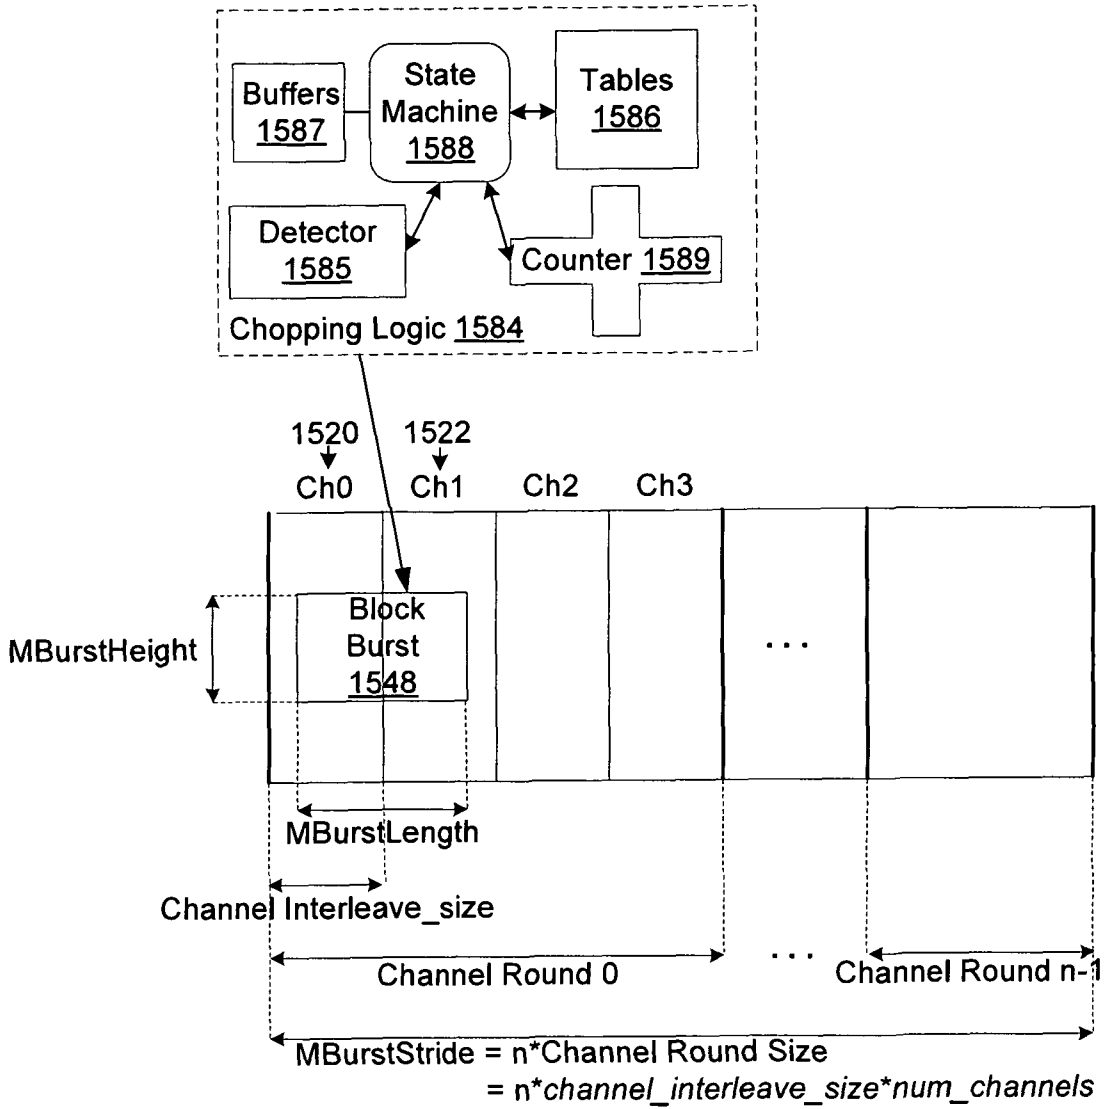 Buffers
1587
State
Machine
1588
Tables
1586
Detector
1585
Counter 1589
Chopping Logic 1584
1520
1522
Ch0
Ch1
Ch2
Ch3
MBurstHeight
Block
Burst
1548
. . .
MBurstLength
Channel Interleave_size
. . .
Channel Round 0
Channel Round n-1
MBurstStride = n*Channel Round Size
= n*channel_interleave_size*num_channels